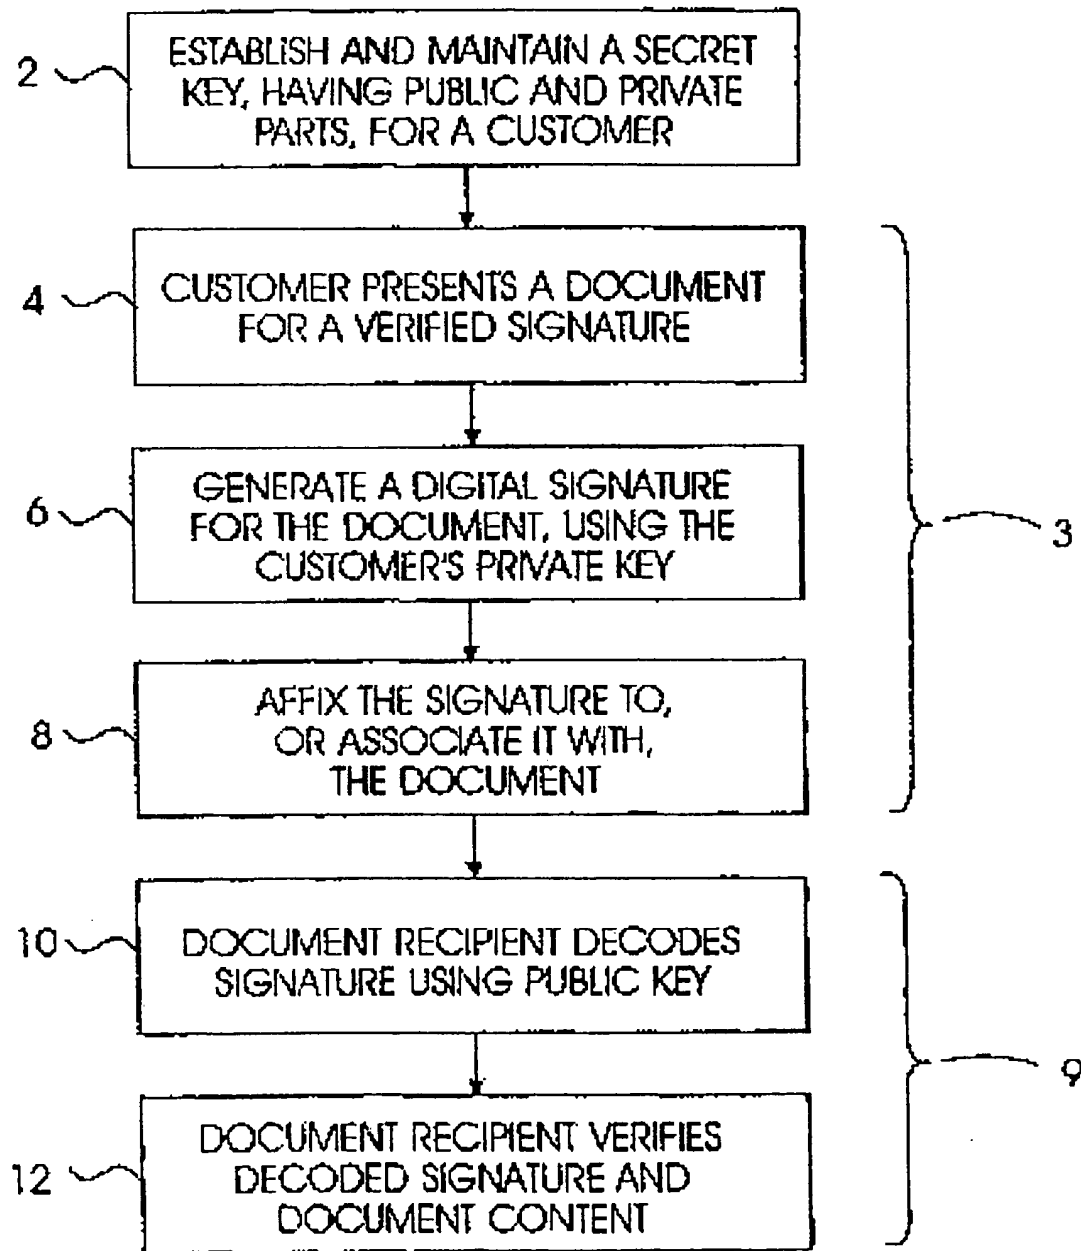 2
ESTABLISH AND MAINTAIN A SECRET
KEY, HAVING PUBLIC AND PRIVATE
PARTS, FOR A CUSTOMER
4
CUSTOMER PRESENTS A DOCUMENT
FOR A VERIFIED SIGNATURE
6
GENERATE A DIGITAL SIGNATURE
FOR THE DOCUMENT, USING THE
CUSTOMER'S PRIVATE KEY
3
8
AFFIX THE SIGNATURE TO,
OR ASSOCIATE IT WITH,
THE DOCUMENT
10
DOCUMENT RECIPIENT DECODES
SIGNATURE USING PUBLIC KEY
9
12
DOCUMENT RECIPIENT VERIFIES
DECODED SIGNATURE AND
DOCUMENT CONTENT